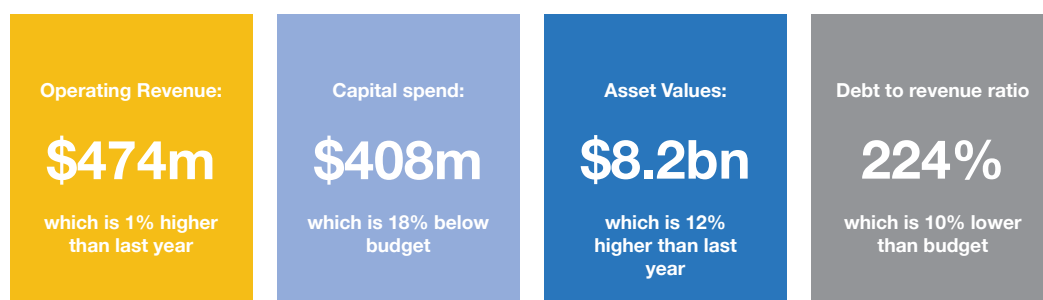 Operating Revenue:
$474m
which is 1% higher
than last year
Capital spend:
$408m
which is 18% below
budget
Asset Values:
$8.2bn
which is 12%
higher than last
year
Debt to revenue ratio
224%
which is 10% lower
than budget